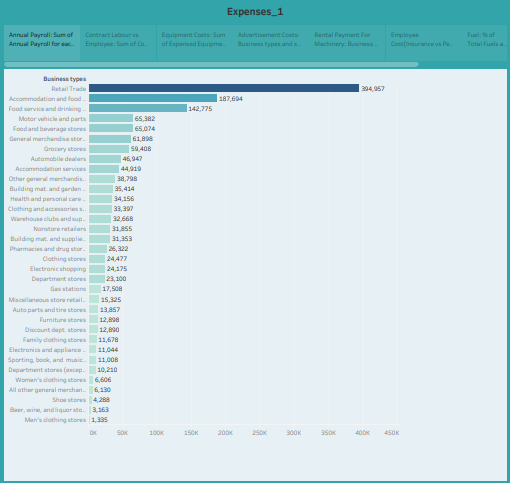 Expenses_1
Annual Payroll: Sum of
Annual Payroll for eac..
Contract Labour vs
Employee: Sum of Co..
Equipment Costs: Sum
of Expensed Equipme..
Advertisement Costs
Business types and s..
Rental Payment For
Machinery: Business ..
Employee
Cost(Insurance vs Pe..
Fuel: % of
Total Fuels a..
Business types
Retail Trade 394,957
Accommodation and food .. 187,694
Food service and drinking .. 142,775
Motor vehicle and parts 65,382
Food and beverage stores 65,074
General merchandise stor.. 61,898
Grocery stores 59,408
Automobile dealers 46,947
Accommodation services 44,919
Other general merchandis.. 38,798
Building mat. and garden .. 35,414
Health and personal care .. 34,156
Clothing and accessories s.. 33,397
Warehouse clubs and sup.. 32,668
Nonstore retailers 31,855
Building mat. and supplie.. 31,353
Pharmacies and drug stor.. 26,322
Clothing stores 24,477
Electronic shopping 24,175
Department stores 23,100
Gas stations 17,508
Miscellaneous store retail.. 15,325
Auto parts and tire stores 13,857
Furniture stores 12,898
Discount dept. stores 12,890
Family clothing stores 11,678
Electronics and appliance .. 11,044
Sporting, book, and music.. 11,008
Department stores (excep.. 10,210
Women's clothing stores 6,606
All other general merchan.. 6,130
Shoe stores 4,288
Beer, wine, and liquor sto.. 3,163
Men's clothing stores 1,335
0K 50K 100K 150K 200K 250K 300K 350K 400K 450K